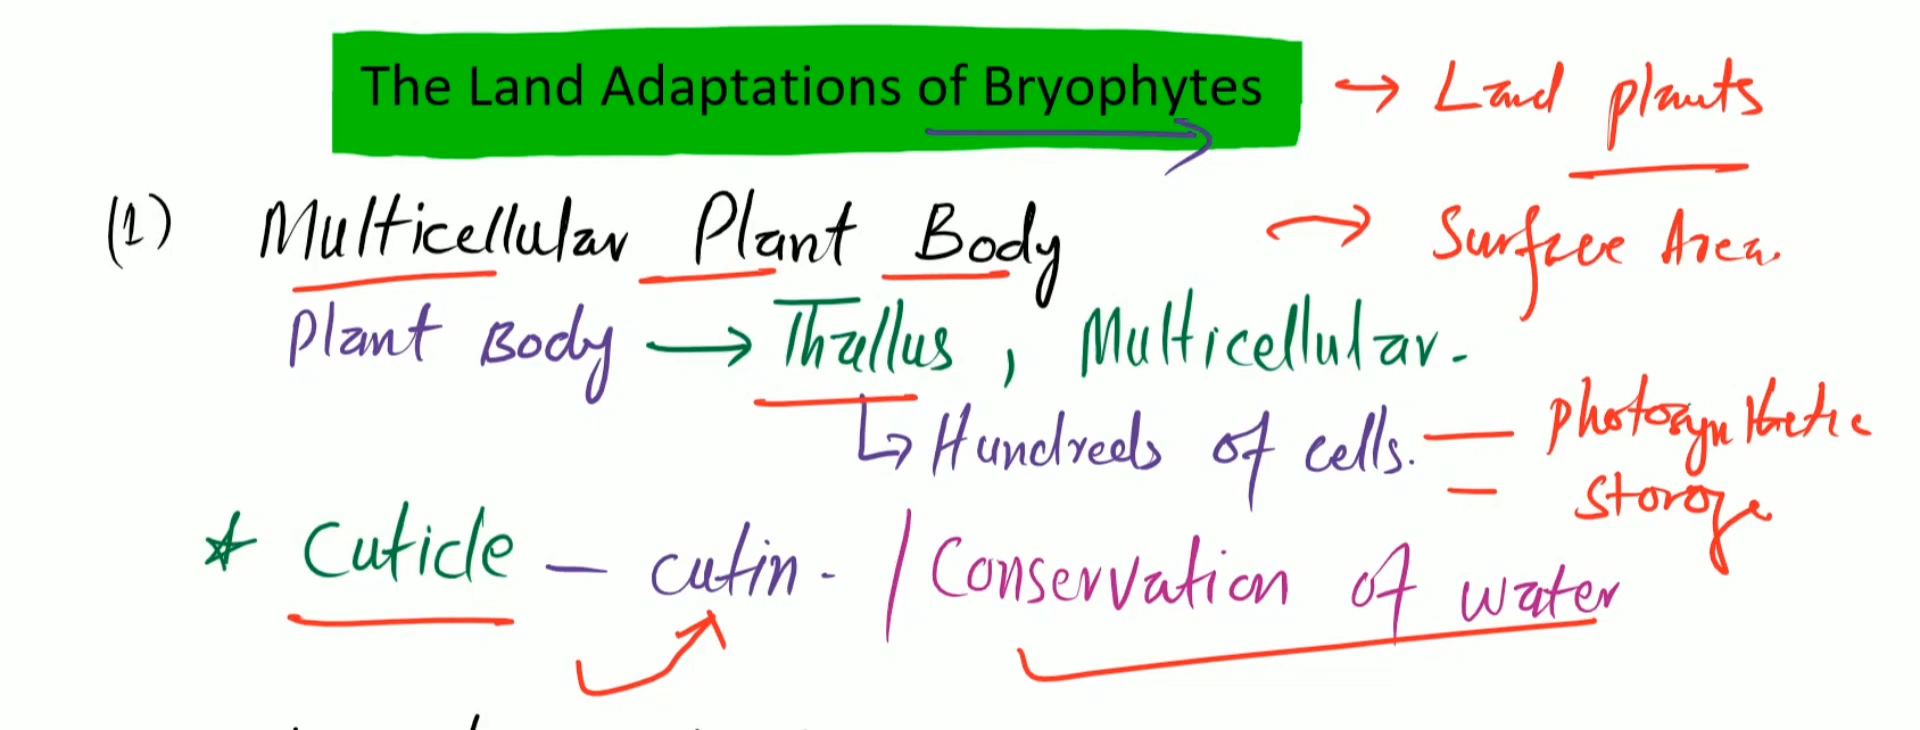 The Land Adaptations of Bryophytes → Land plants
(1) Multicellular Plant Body → Surface Area.
Plant Body → Thallus, Multicellular.
↳ Hundreds of cells. — photosynthetic
— storage
* Cuticle — cutin. / Conservation of water